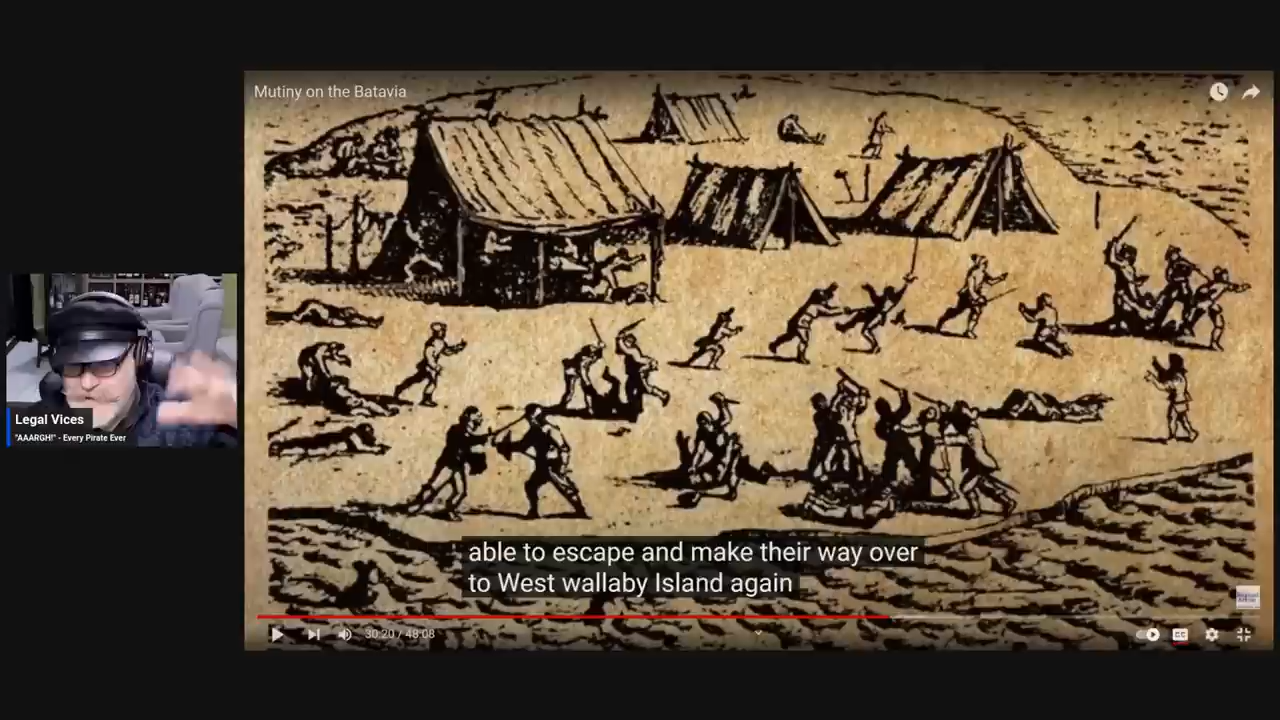 Mutiny on the Batavia
Legal Vices
"AAARGH!" - Every Pirate Ever
able to escape and make their way over
to West wallaby Island again
30:20 / 48:08
CC